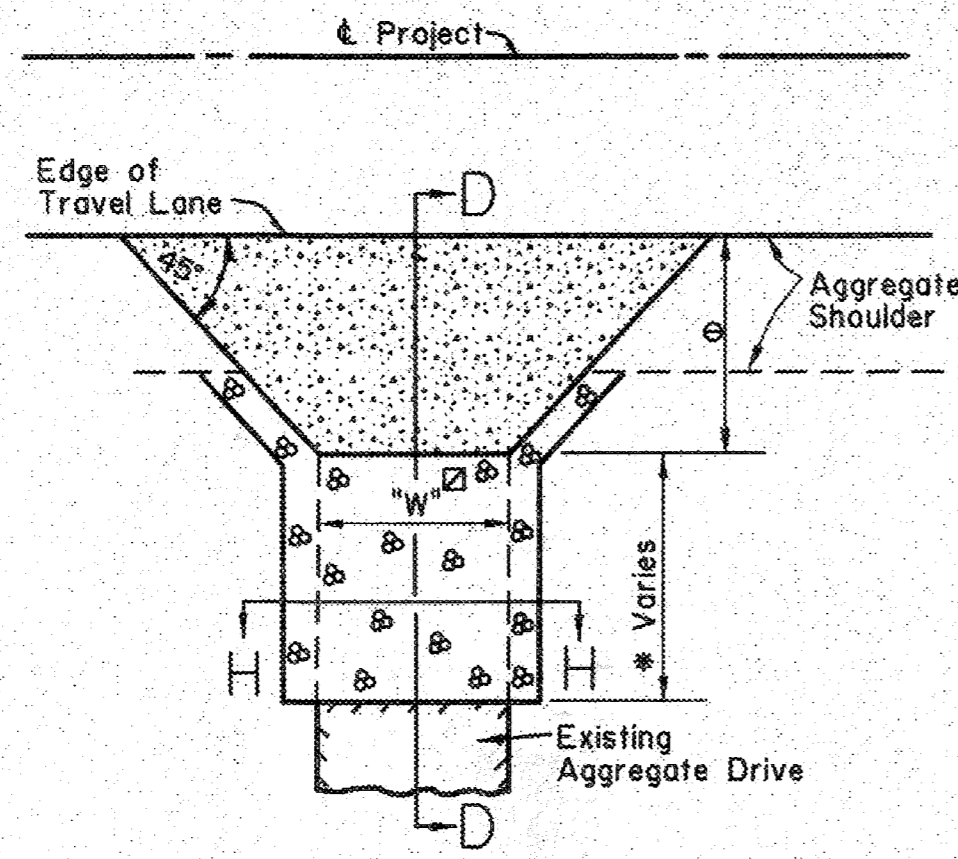 ℄ Project
Edge of
Travel Lane
D
45°
Aggregate
Shoulder
⊖
"W"
* Varies
H
H
Existing
Aggregate Drive
D